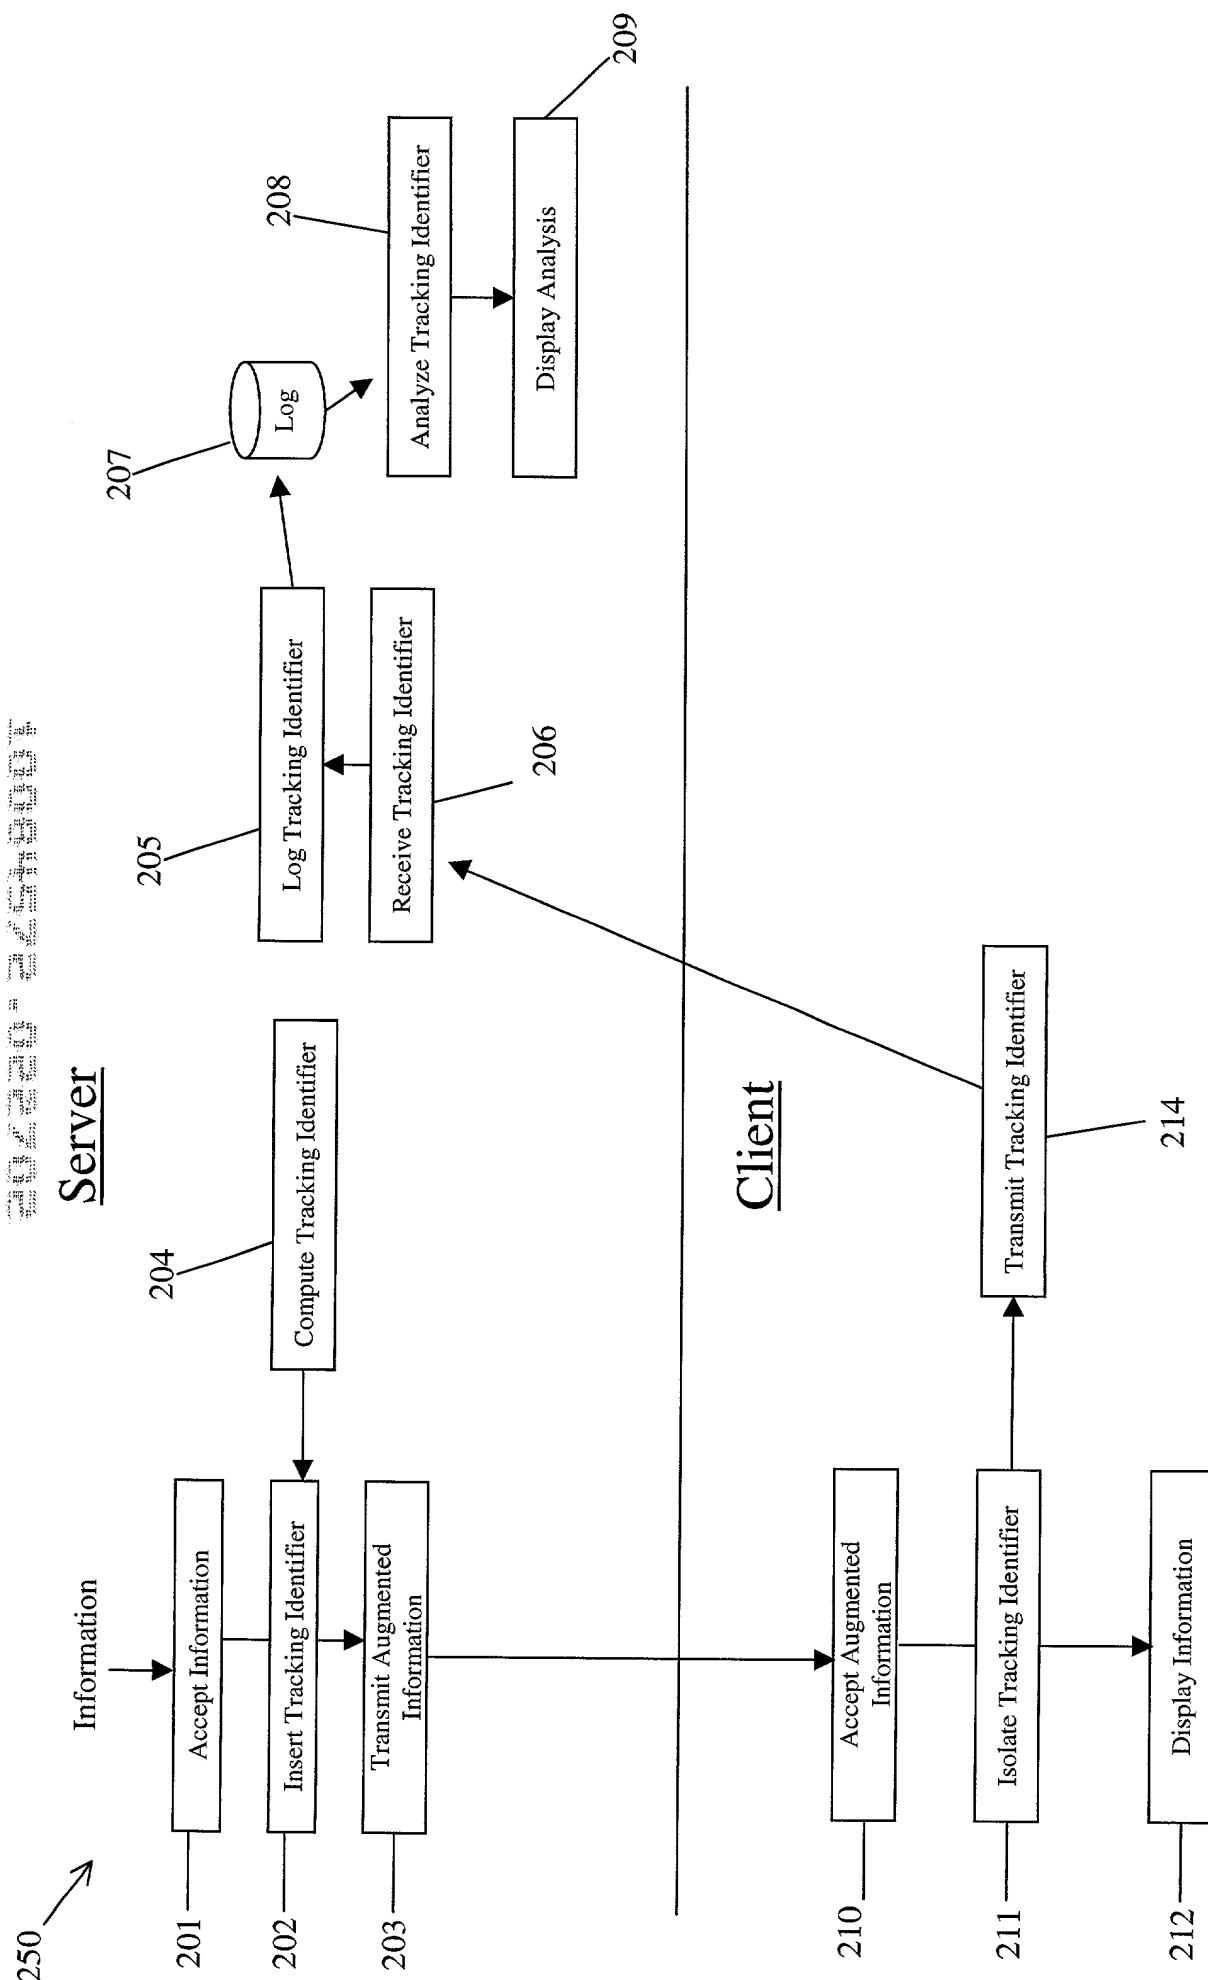 250
Information
Server
201
Accept Information
202
Insert Tracking Identifier
203
Transmit Augmented
Information
204
Compute Tracking Identifier
205
Log Tracking Identifier
Receive Tracking Identifier
206
207
Log
208
Analyze Tracking Identifier
Display Analysis
209
Client
210
Accept Augmented
Information
211
Isolate Tracking Identifier
212
Display Information
Transmit Tracking Identifier
214